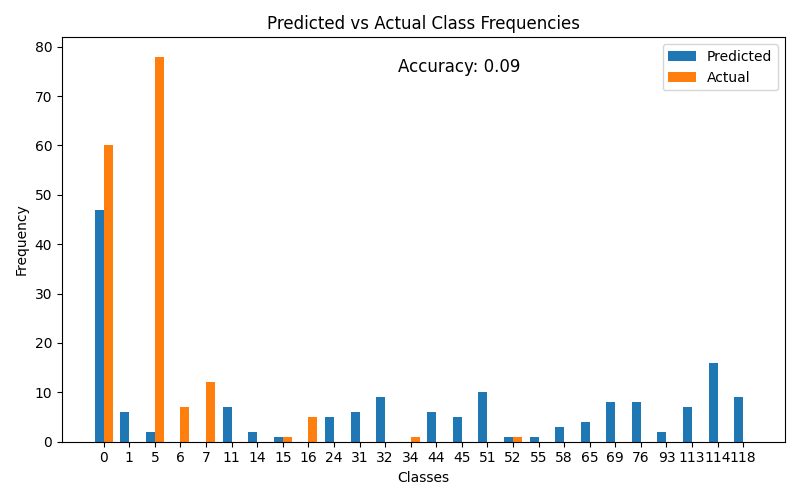 Predicted vs Actual Class Frequencies
Accuracy: 0.09
Predicted
Actual
80
70
60
50
40
30
20
10
0
Frequency
0 1 5 6 7 11 14 15 16 24 31 32 34 44 45 51 52 55 58 65 69 76 93 113 114 118
Classes